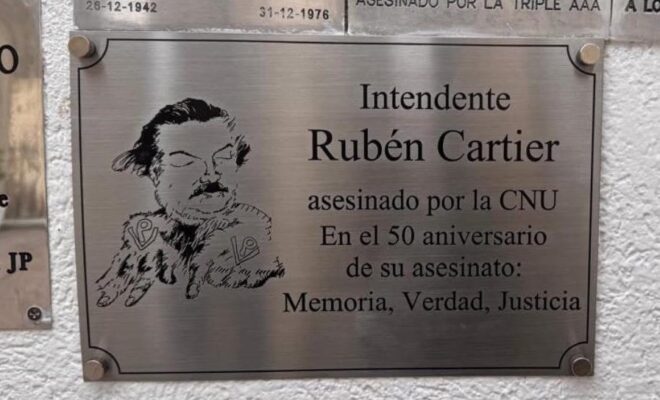 26-12-1942
31-12-1976
ASESINADO POR LA TRIPLE AAA
A LO
O
e
JP
Intendente
Rubén Cartier
asesinado por la CNU
En el 50 aniversario
de su asesinato:
Memoria, Verdad, Justicia